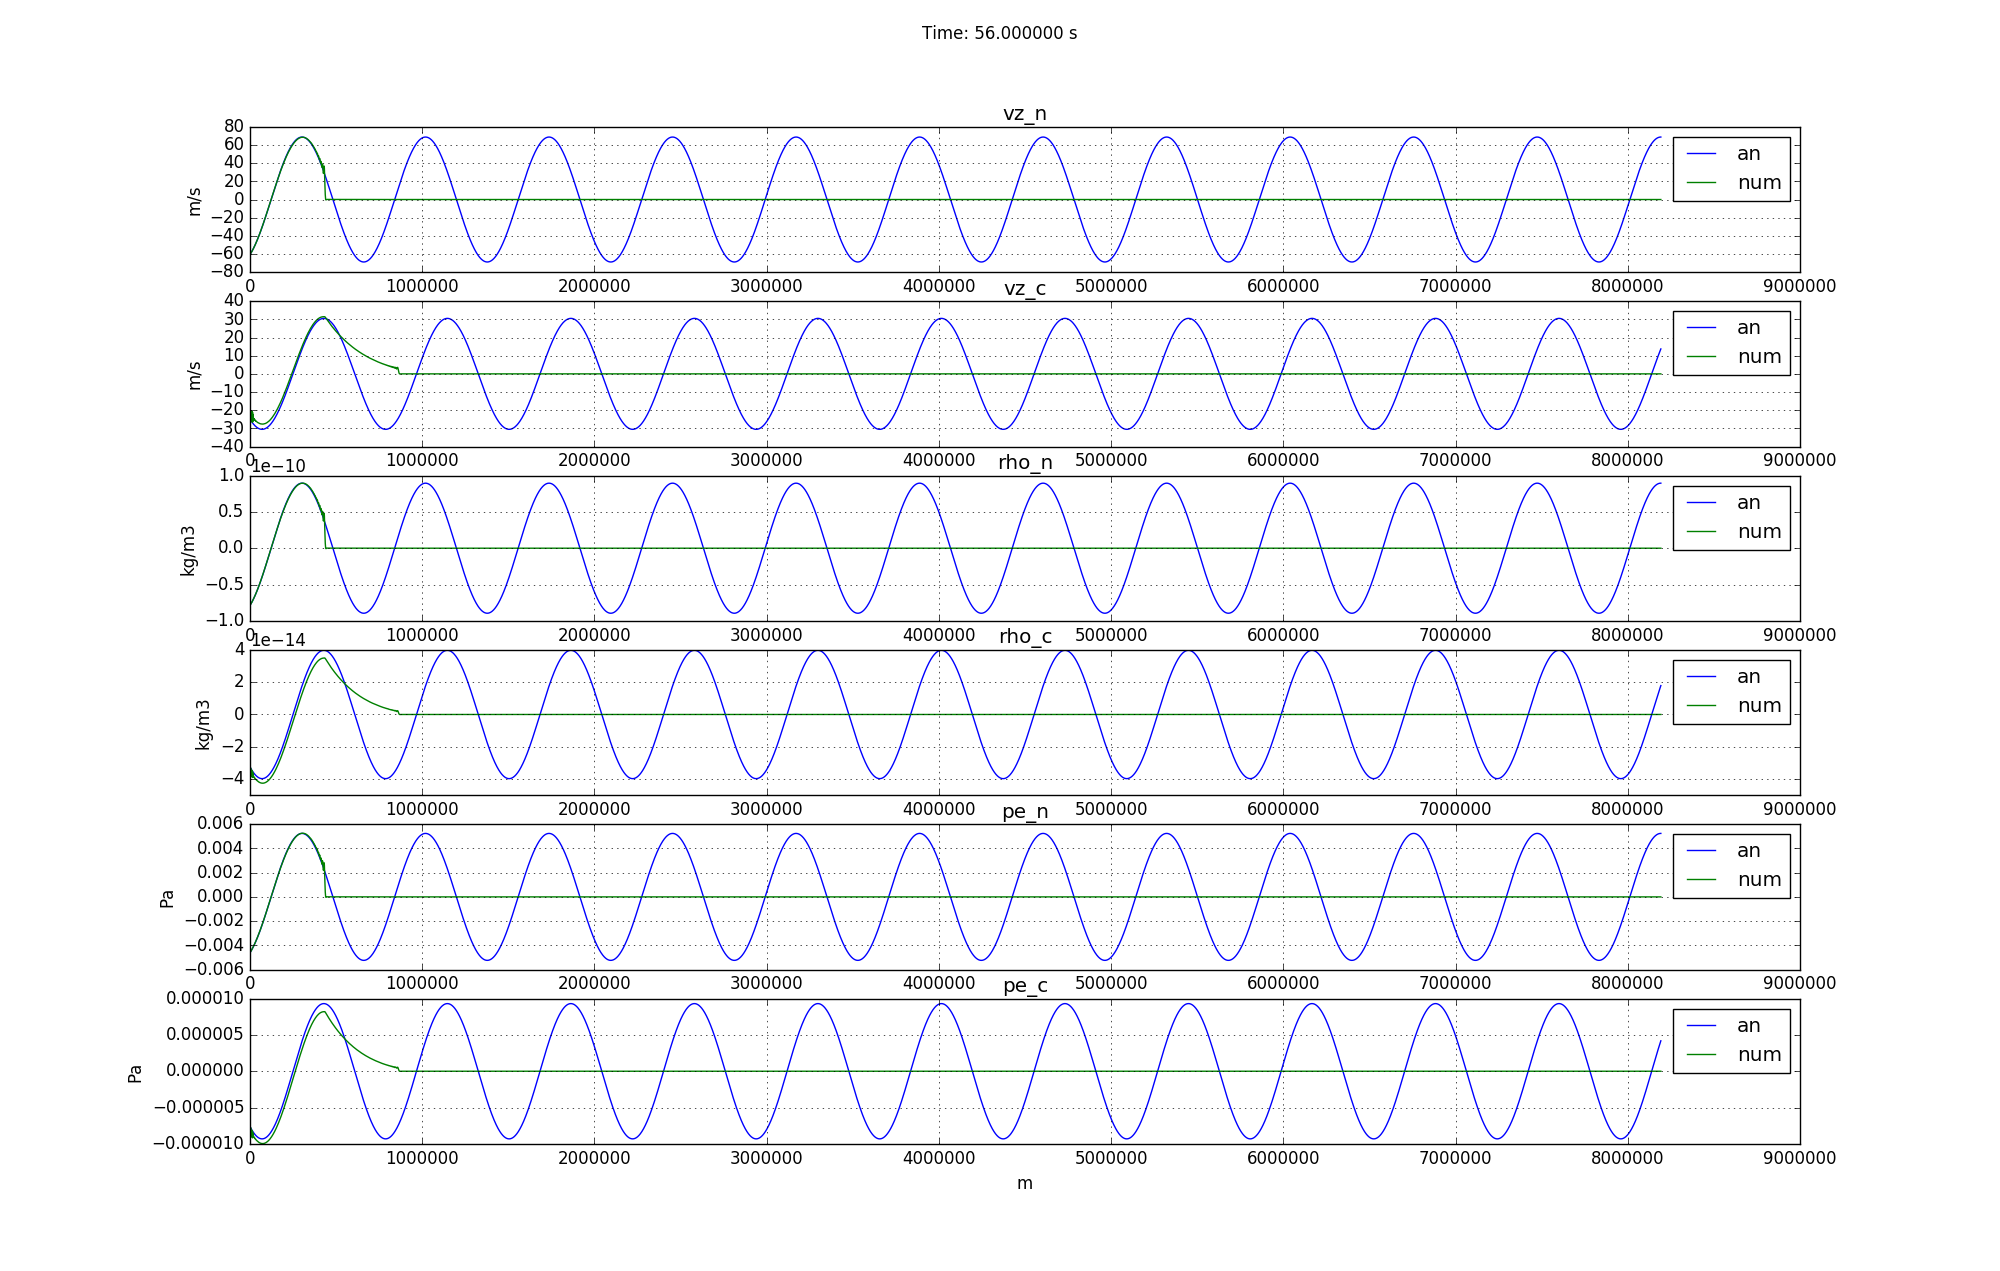 Time: 56.000000 s
vz_n
80
60
40
20
0
−20
−40
−60
−80
m/s
an
num
0 1000000 2000000 3000000 4000000 5000000 6000000 7000000 8000000 9000000
vz_c
40
30
20
10
0
−10
−20
−30
−40
m/s
an
num
0 1000000 2000000 3000000 4000000 5000000 6000000 7000000 8000000 9000000
1e−10
rho_n
1.0
0.5
0.0
−0.5
−1.0
kg/m3
an
num
0 1000000 2000000 3000000 4000000 5000000 6000000 7000000 8000000 9000000
1e−14
rho_c
4
2
0
−2
−4
kg/m3
an
num
0 1000000 2000000 3000000 4000000 5000000 6000000 7000000 8000000 9000000
pe_n
0.006
0.004
0.002
0.000
−0.002
−0.004
−0.006
Pa
an
num
0 1000000 2000000 3000000 4000000 5000000 6000000 7000000 8000000 9000000
pe_c
0.000010
0.000005
0.000000
−0.000005
−0.000010
Pa
an
num
0 1000000 2000000 3000000 4000000 5000000 6000000 7000000 8000000 9000000
m